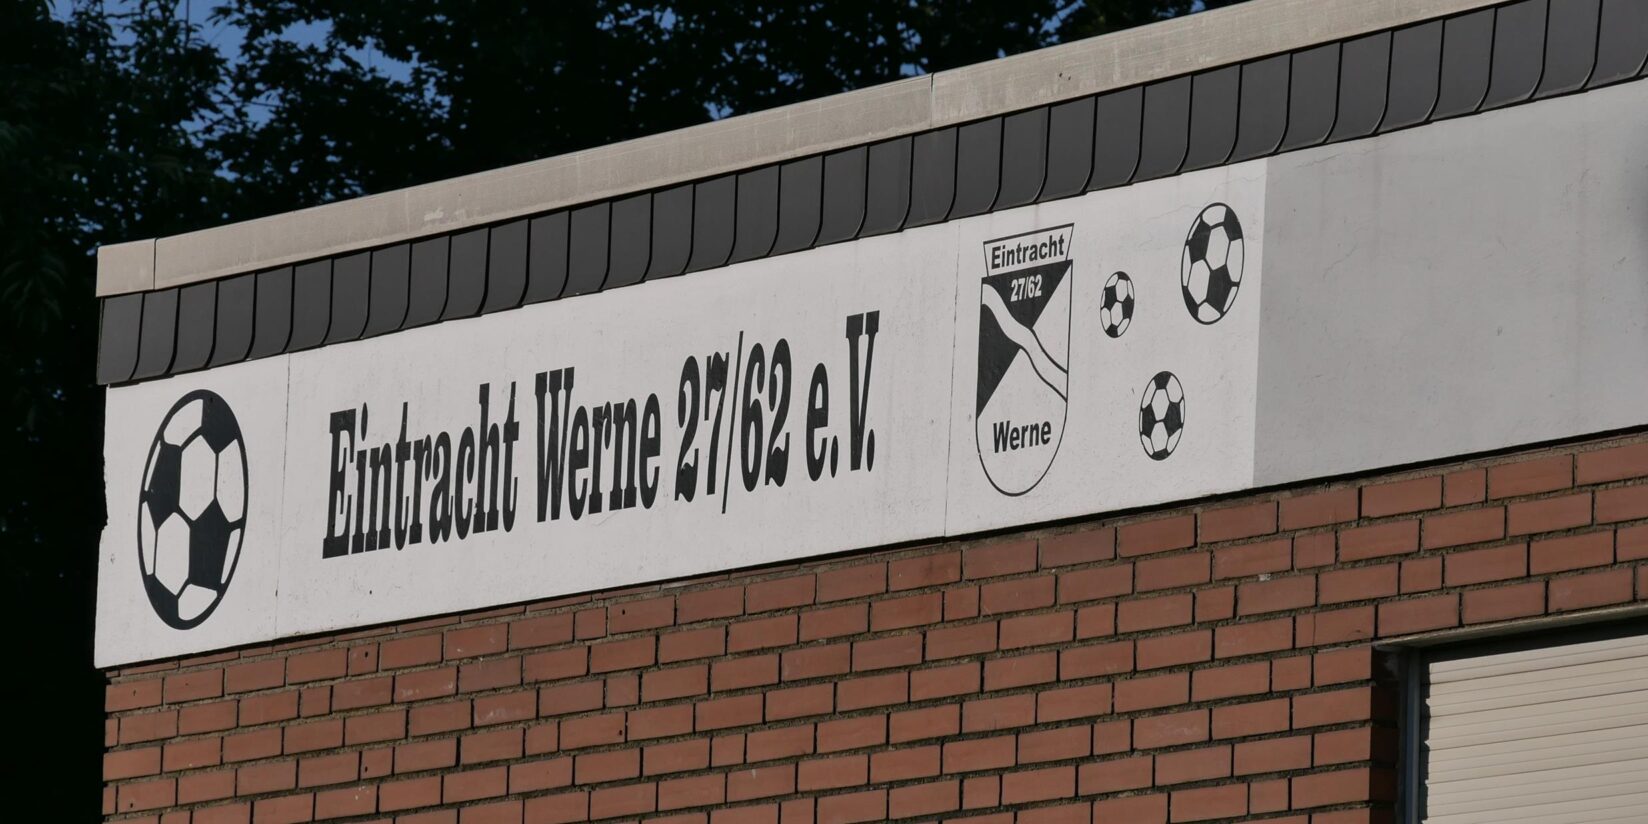 Eintracht Werne 27/62 e.V.
Eintracht
27/62
Werne